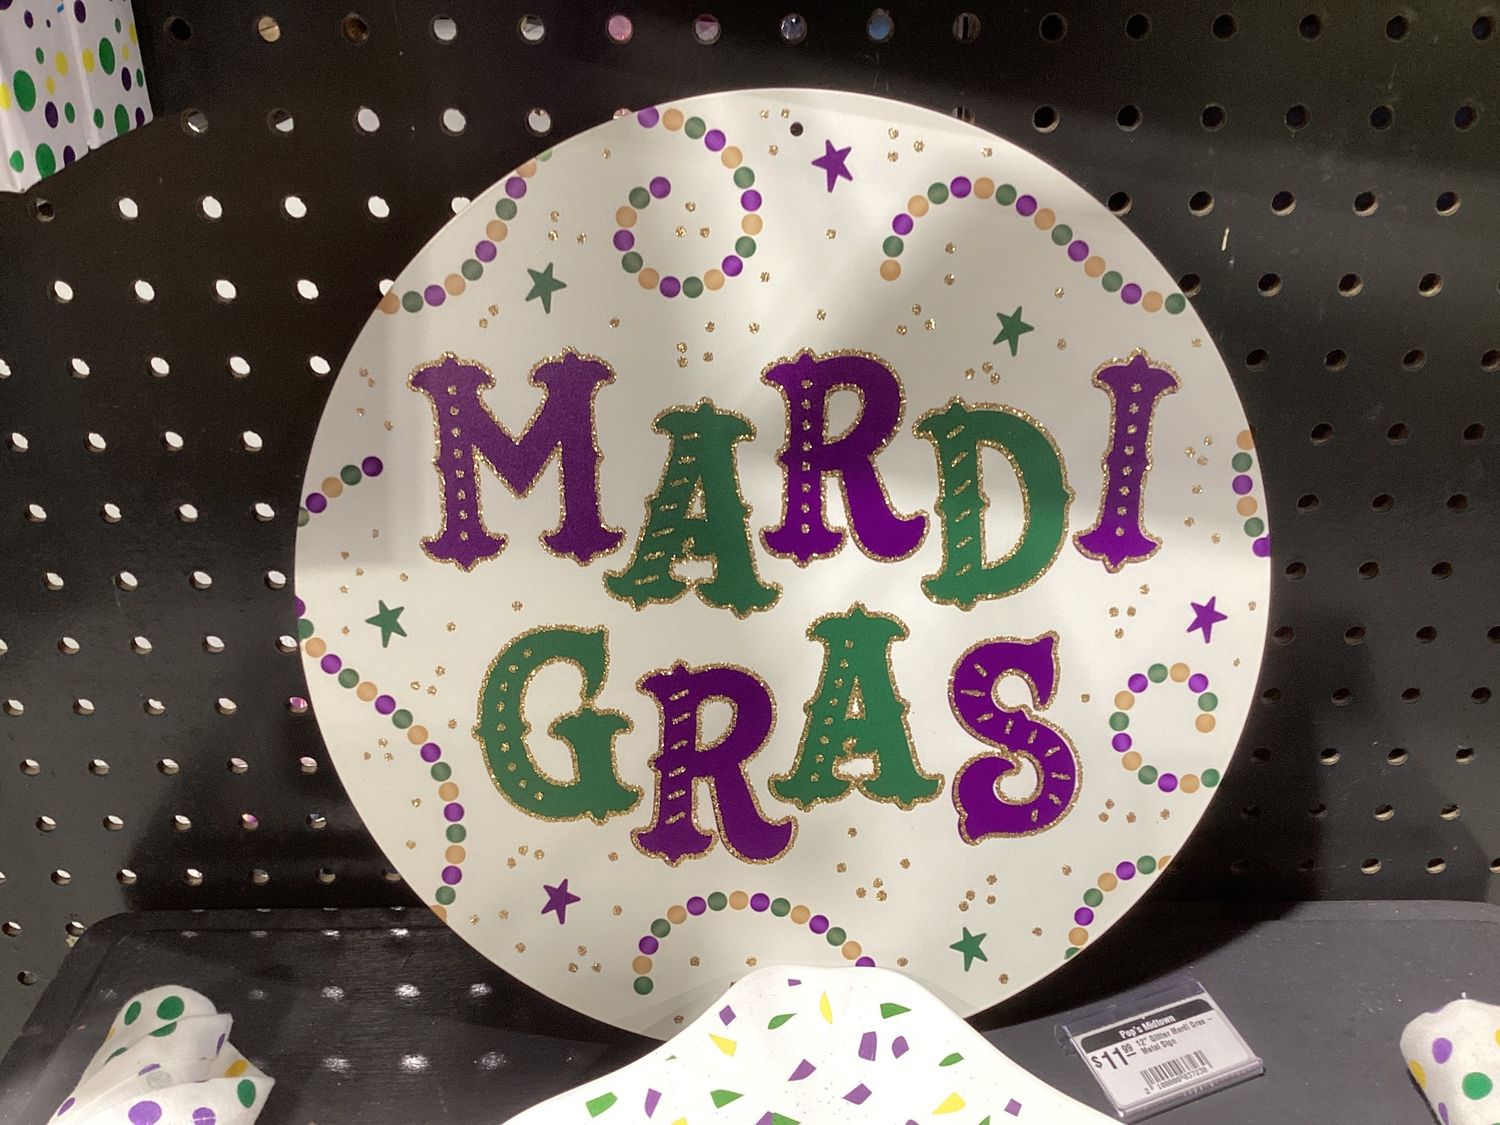 MARDI
GRAS
Pop's Midtown
$11.99 12" Glitter Mardi Gras –
Metal Sign